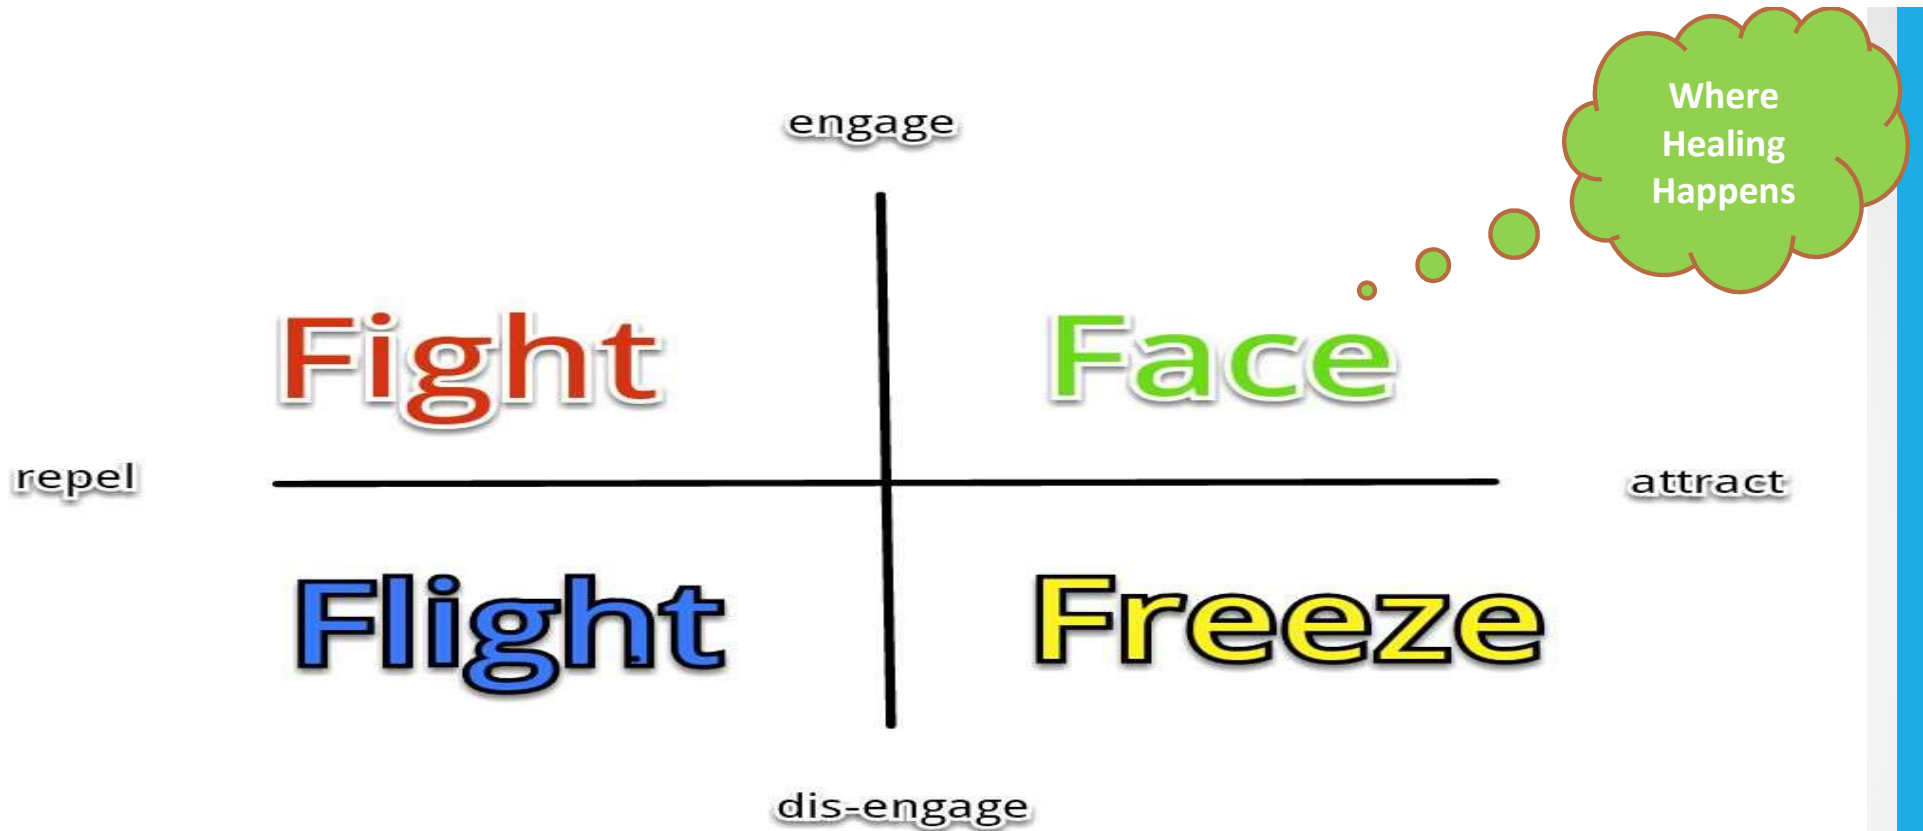 Where
Healing
Happens
engage
Fight
Face
repel
attract
Flight
Freeze
dis-engage